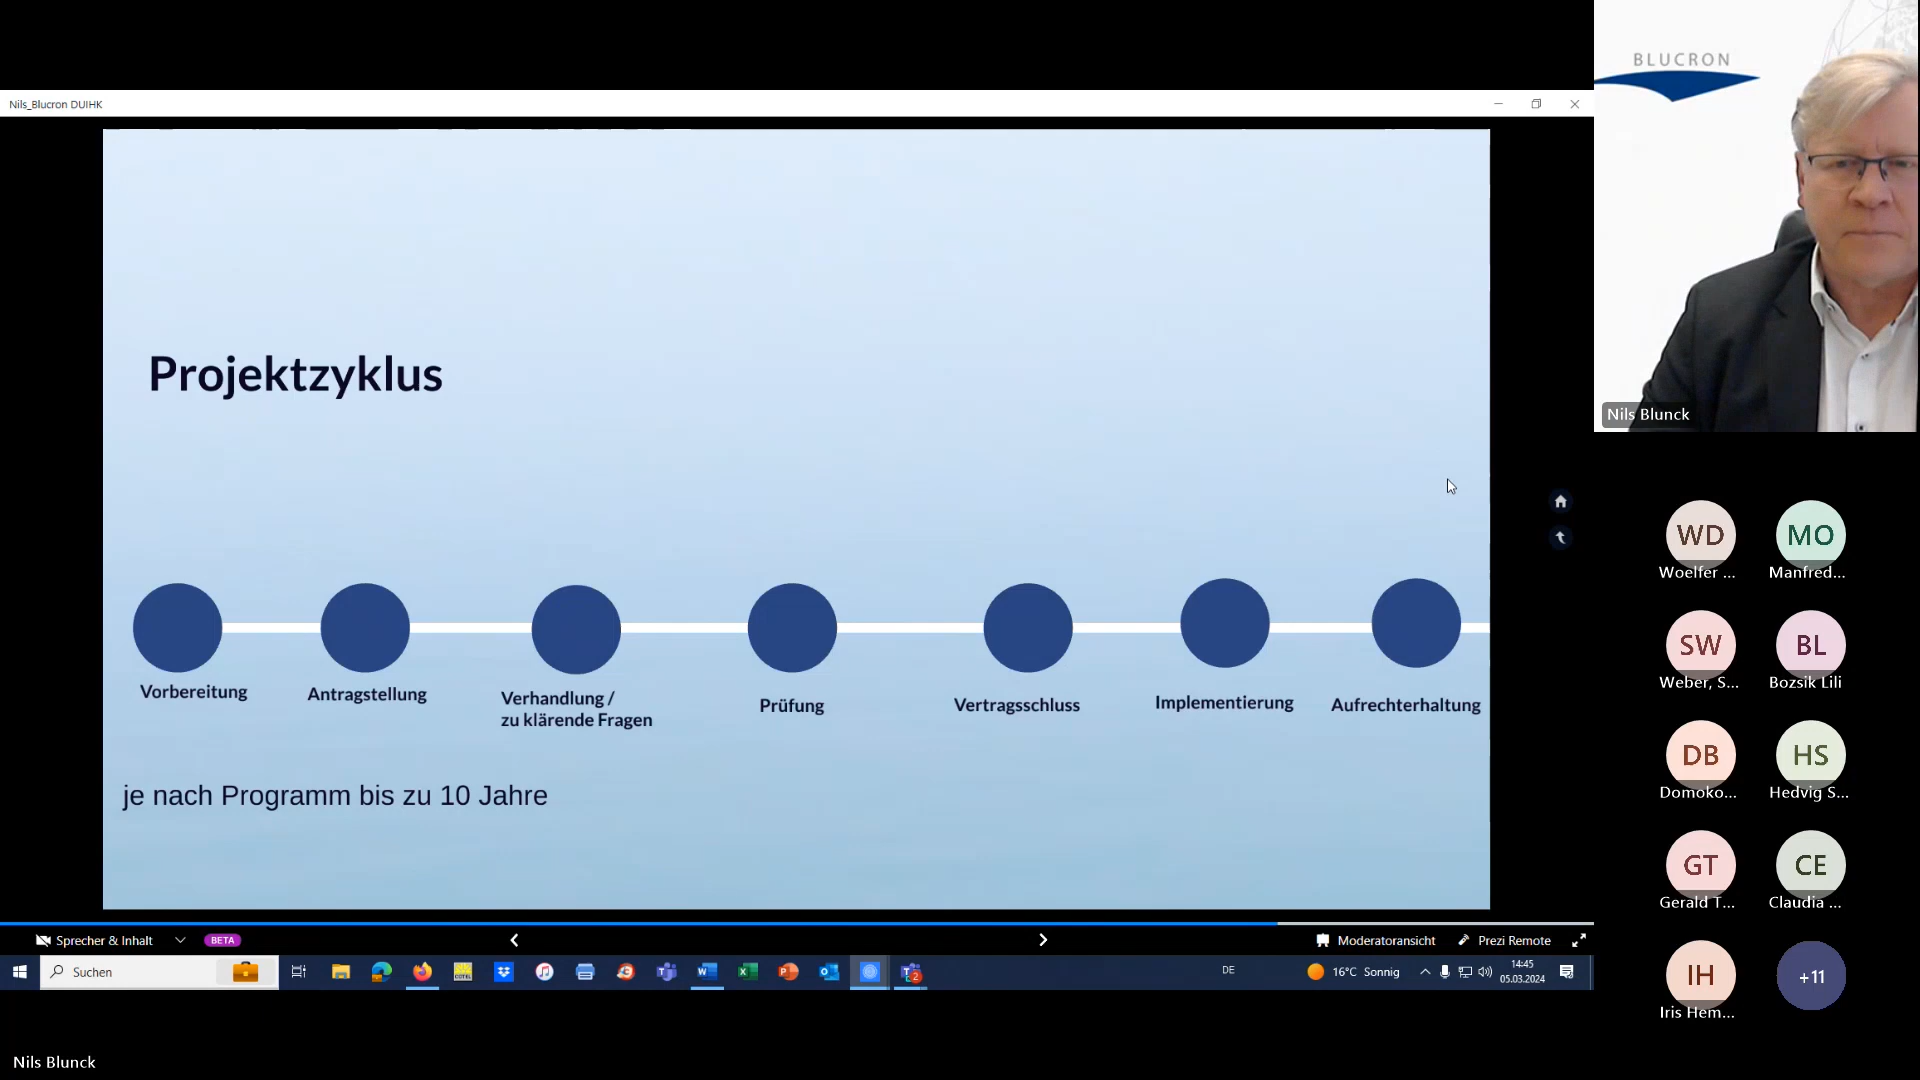 Nils_Blucron DUIHK
BLUCRON
Nils Blunck
Projektzyklus
Vorbereitung
Antragstellung
Verhandlung /
zu klärende Fragen
Prüfung
Vertragsschluss
Implementierung
Aufrechterhaltung
je nach Programm bis zu 10 Jahre
WD
Woelfer ...
MO
Manfred...
SW
Weber, S...
BL
Bozsik Lili
DB
Domoko...
HS
Hedvig S...
GT
Gerald T...
CE
Claudia ...
IH
Iris Hem...
+11
Sprecher & Inhalt
BETA
Moderatoransicht
Prezi Remote
Suchen
DE
16°C Sonnig
14:45
05.03.2024
Nils Blunck